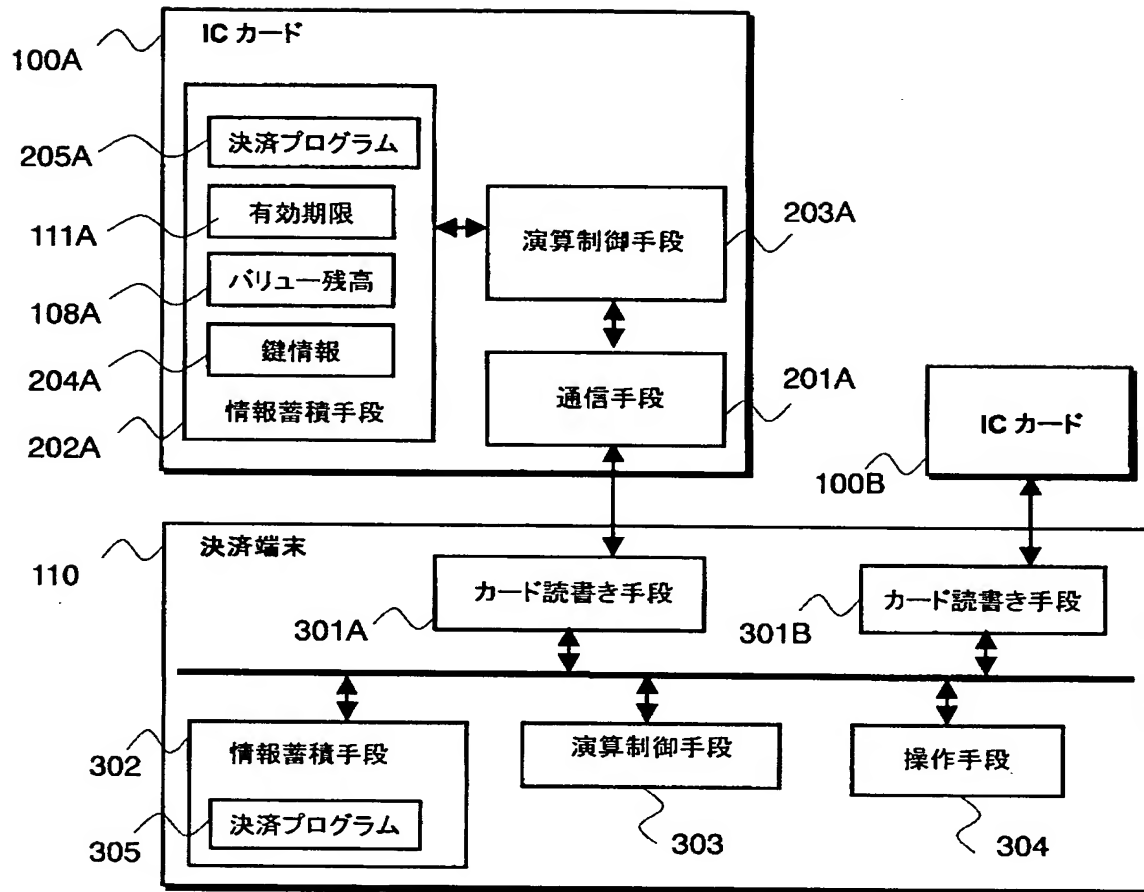 IC カード
100A
決済プログラム
205A
有効期限
111A
バリュー残高
108A
鍵情報
204A
情報蓄積手段
202A
演算制御手段
203A
通信手段
201A
IC カード
100B
決済端末
110
カード読書き手段
301A
カード読書き手段
301B
情報蓄積手段
302
決済プログラム
305
演算制御手段
303
操作手段
304